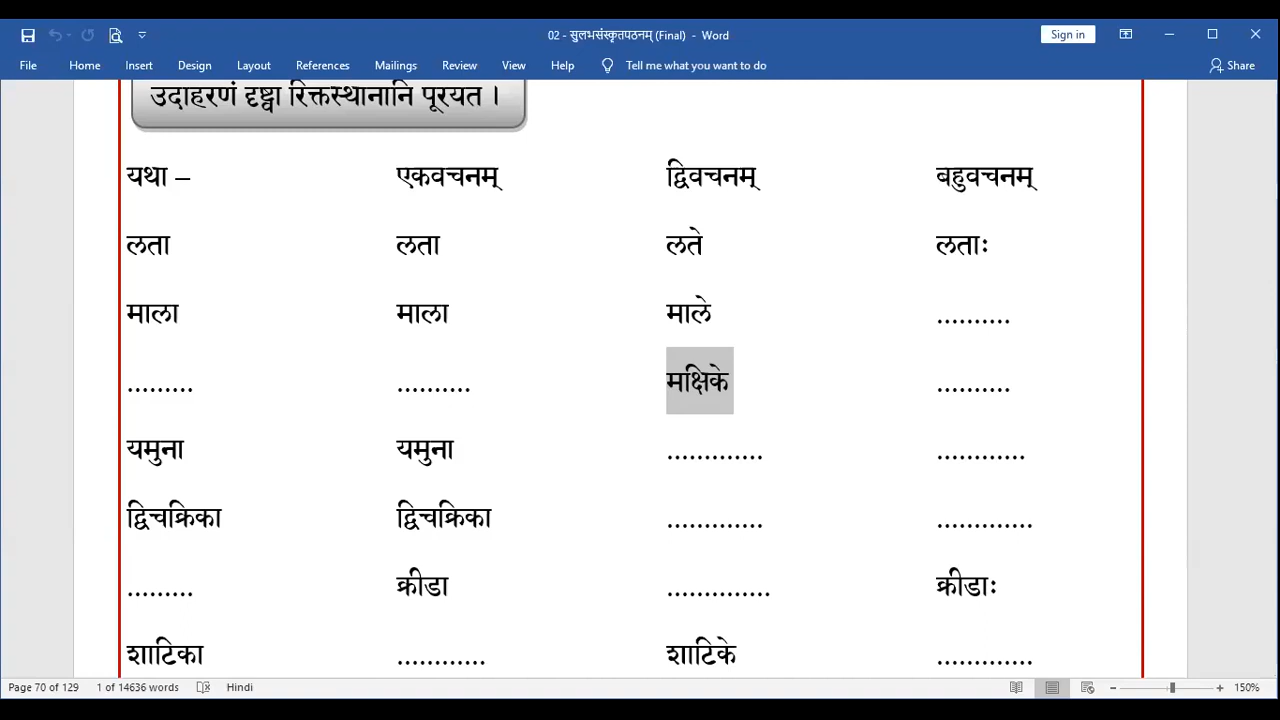 02 - सुलभसंस्कृतपठनम् (Final) - Word
Sign in
File Home Insert Design Layout References Mailings Review View Help Tell me what you want to do Share
उदाहरणं दृष्ट्वा रिक्तस्थानानि पूरयत ।
यथा – एकवचनम् द्विवचनम् बहुवचनम्
लता लता लते लताः
माला माला माले ..........
......... .......... मक्षिके ..........
यमुना यमुना ............. ............
द्विचक्रिका द्विचक्रिका ............. .............
......... क्रीडा .............. क्रीडाः
शाटिका ............ शाटिके .............
Page 70 of 129 1 of 14636 words Hindi 150%